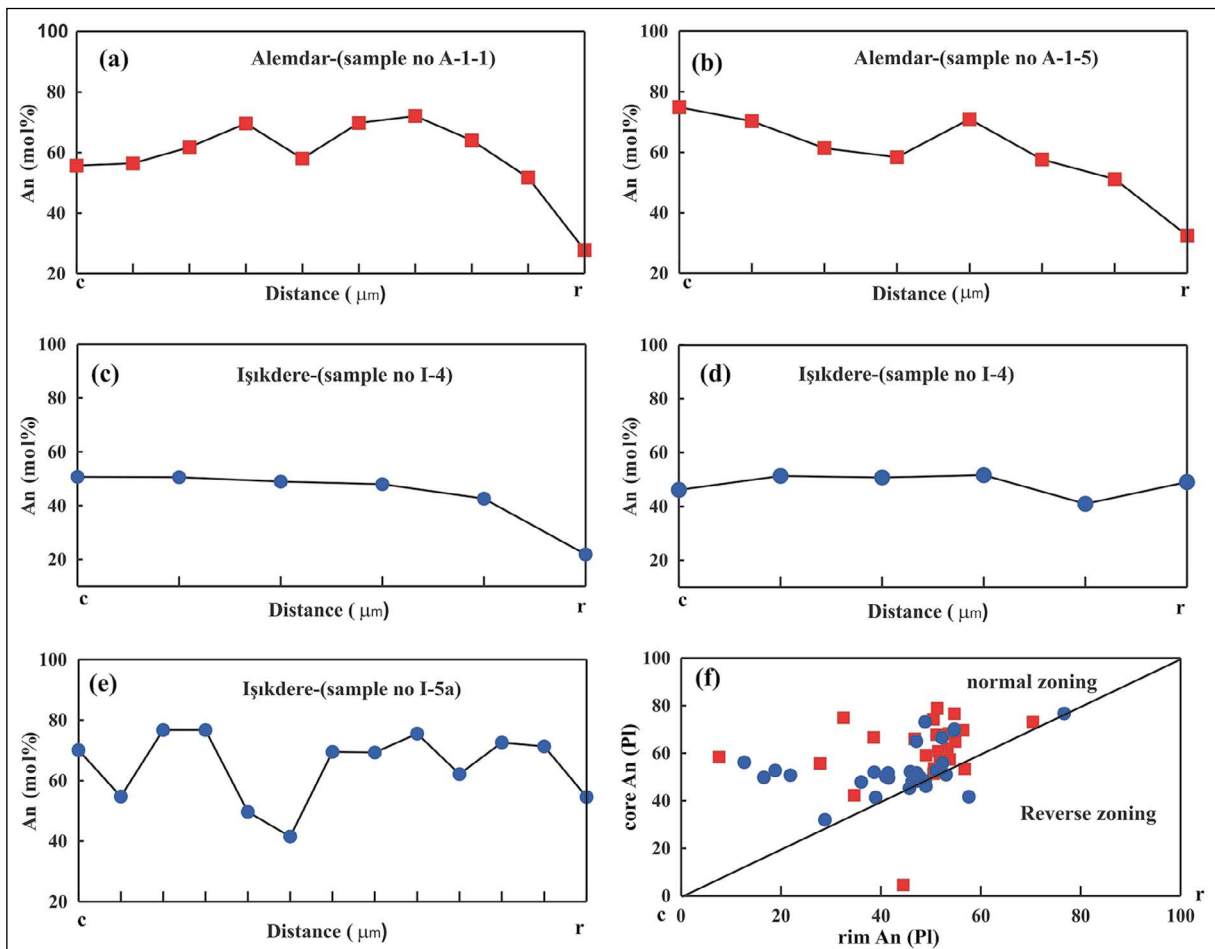 (a)
Alemdar-(sample no A-1-1)
An (mol%)
100
80
60
40
20
c
Distance ( μm)
r
(b)
Alemdar-(sample no A-1-5)
An (mol%)
100
80
60
40
20
c
Distance ( μm)
r
(c)
Işıkdere-(sample no I-4)
An (mol%)
100
80
60
40
20
c
Distance ( μm)
r
(d)
Işıkdere-(sample no I-4)
An (mol%)
100
80
60
40
20
c
Distance ( μm)
r
(e)
Işıkdere-(sample no I-5a)
An (mol%)
100
80
60
40
20
c
Distance ( μm)
r
(f)
normal zoning
Reverse zoning
core An (Pl)
100
80
60
40
20
0
c 0 20 40 60 80 100
r
rim An (Pl)